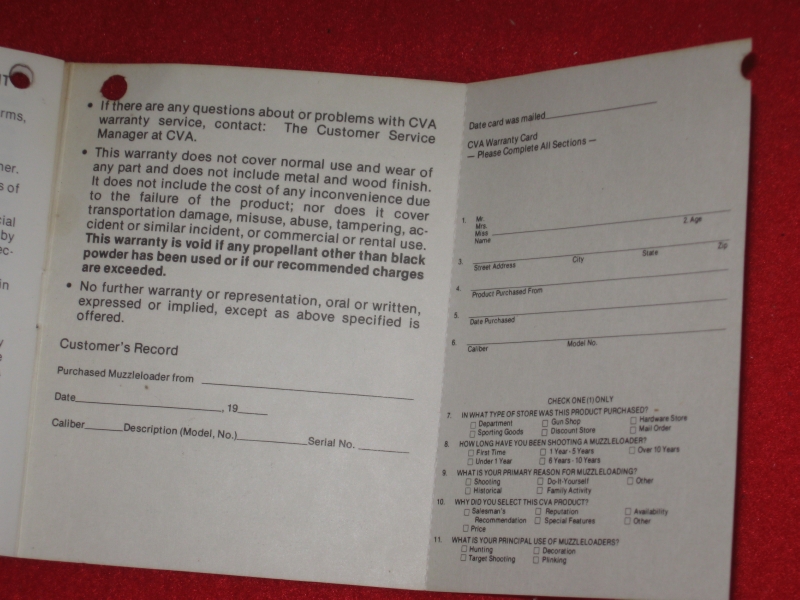 NT
rms,
ner.
s of
cial
by
ec-
in
y
e
• If there are any questions about or problems with CVA
warranty service, contact: The Customer Service
Manager at CVA.
• This warranty does not cover normal use and wear of
any part and does not include metal and wood finish.
It does not include the cost of any inconvenience due
to the failure of the product; nor does it cover
transportation damage, misuse, abuse, tampering, ac-
cident or similar incident, or commercial or rental use.
This warranty is void if any propellant other than black
powder has been used or if our recommended charges
are exceeded.
• No further warranty or representation, oral or written,
expressed or implied, except as above specified is
offered.
Customer's Record
Purchased Muzzleloader from
Date , 19
Caliber Description (Model, No.) Serial No.
Date card was mailed
CVA Warranty Card
— Please Complete All Sections —
1. Mr.
Mrs.
Miss
Name 2. Age
3. Street Address City State Zip
4. Product Purchased From
5. Date Purchased
6. Caliber Model No.
CHECK ONE (1) ONLY
7. IN WHAT TYPE OF STORE WAS THIS PRODUCT PURCHASED?
☐ Department ☐ Gun Shop ☐ Hardware Store
☐ Sporting Goods ☐ Discount Store ☐ Mail Order
8. HOW LONG HAVE YOU BEEN SHOOTING A MUZZLELOADER?
☐ First Time ☐ 1 Year - 5 Years ☐ Over 10 Years
☐ Under 1 Year ☐ 6 Years - 10 Years
9. WHAT IS YOUR PRIMARY REASON FOR MUZZLELOADING?
☐ Shooting ☐ Do-It-Yourself ☐ Other
☐ Historical ☐ Family Activity
10. WHY DID YOU SELECT THIS CVA PRODUCT?
☐ Salesman's ☐ Reputation ☐ Availability
Recommendation ☐ Special Features ☐ Other
☐ Price
11. WHAT IS YOUR PRINCIPAL USE OF MUZZLELOADERS?
☐ Hunting ☐ Decoration
☐ Target Shooting ☐ Plinking